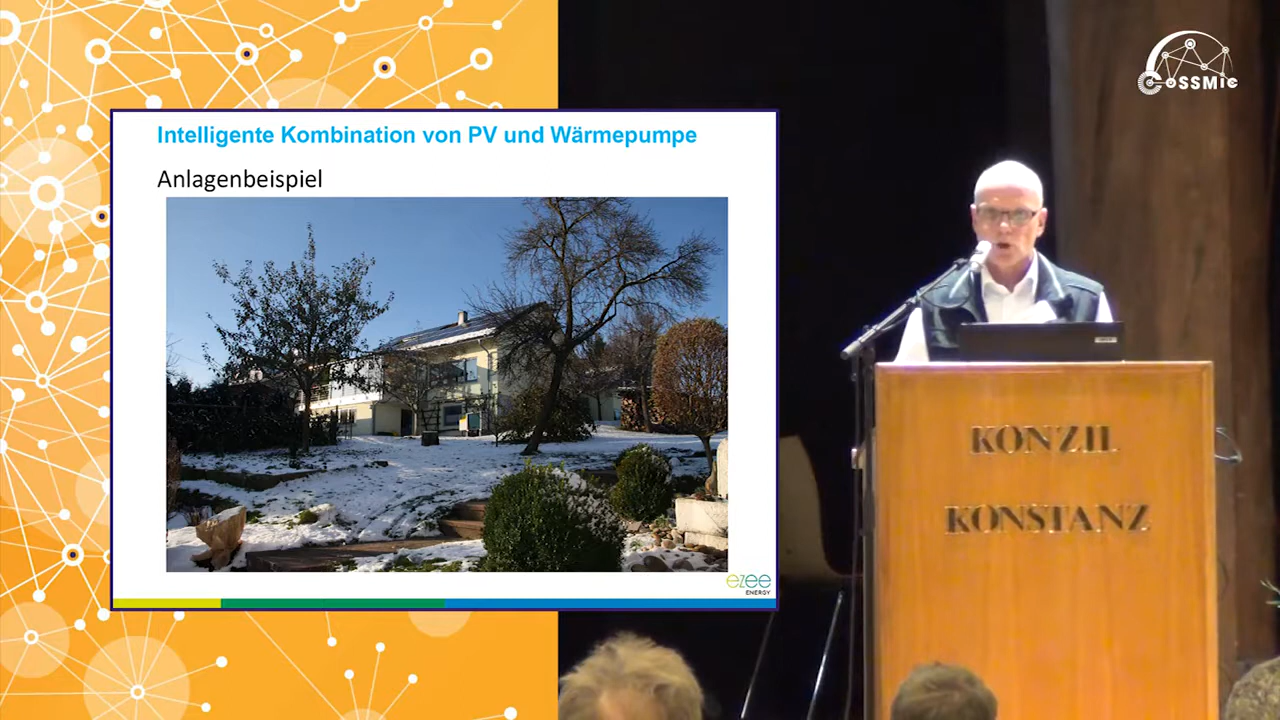 Intelligente Kombination von PV und Wärmepumpe
Anlagenbeispiel
ezee
ENERGY
CoSSMic
KONZIL
KONSTANZ